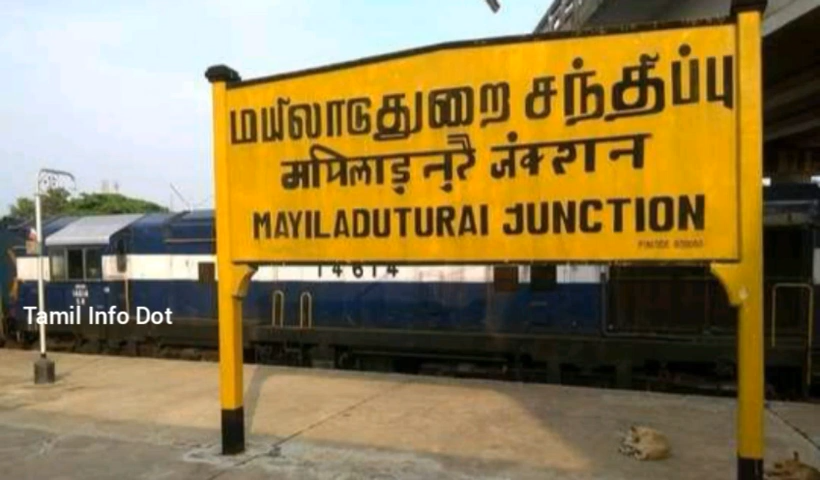 மயிலாடுதுறை சந்திப்பு
मयिलाडुतुरै जंक्शन
MAYILADUTURAI JUNCTION
14614
Tamil Info Dot